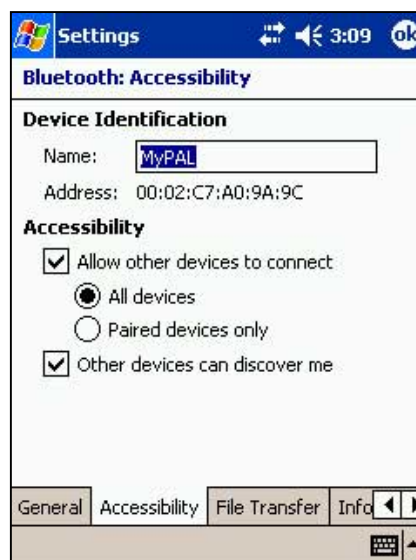 Settings 3:09 ok
Bluetooth: Accessibility
Device Identification
Name: MyPAL
Address: 00:02:C7:A0:9A:9C
Accessibility
Allow other devices to connect
All devices
Paired devices only
Other devices can discover me
General Accessibility File Transfer Info